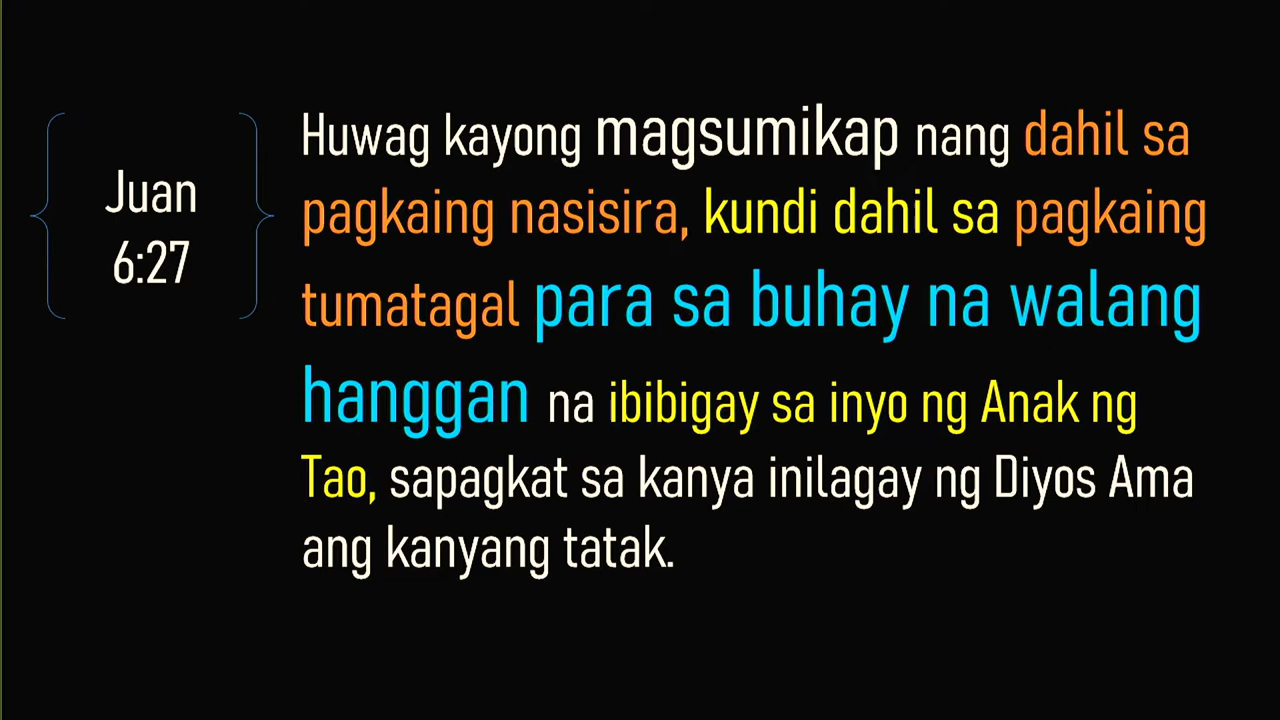 Juan
6:27
Huwag kayong magsumikap nang dahil sa
pagkaing nasisira, kundi dahil sa pagkaing
tumatagal para sa buhay na walang
hanggan na ibibigay sa inyo ng Anak ng
Tao, sapagkat sa kanya inilagay ng Diyos Ama
ang kanyang tatak.